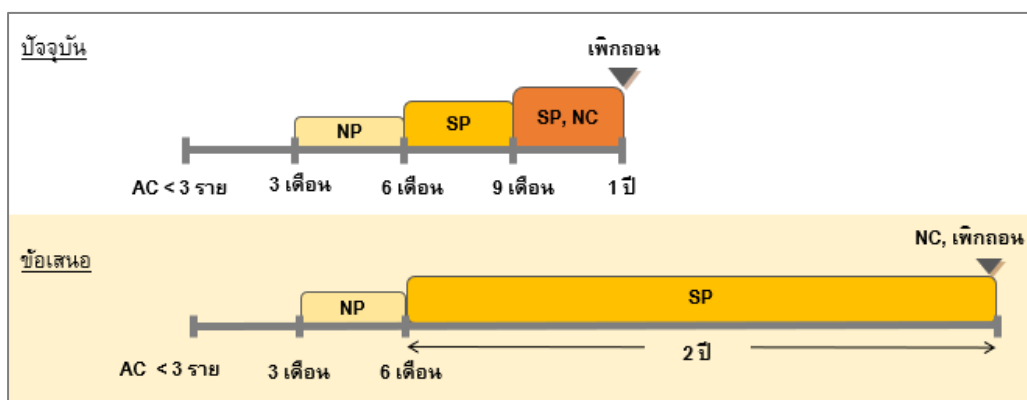 ปัจจุบัน
เพิกถอน
NP
SP
SP, NC
AC < 3 ราย
3 เดือน
6 เดือน
9 เดือน
1 ปี
ข้อเสนอ
NC, เพิกถอน
NP
SP
2 ปี
AC < 3 ราย
3 เดือน
6 เดือน